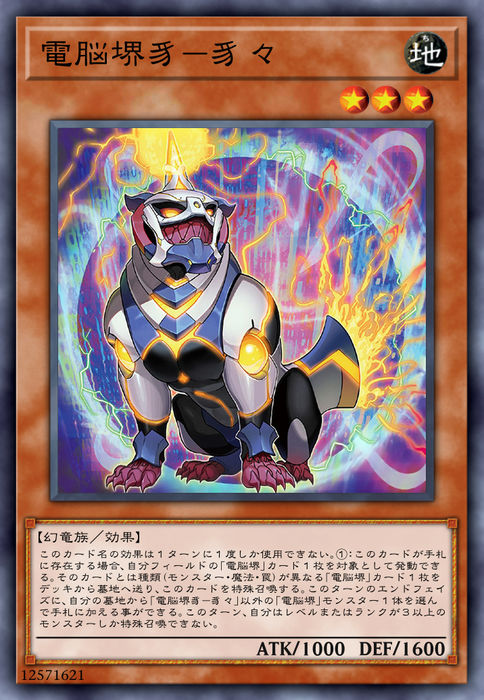 電脳堺豸－豸々
ち
地
【幻竜族／効果】
このカード名の効果は１ターンに１度しか使用できない。①：このカードが手札
に存在する場合、自分フィールドの「電脳堺」カード１枚を対象として発動でき
る。そのカードとは種類（モンスター・魔法・罠）が異なる「電脳堺」カード１枚を
デッキから墓地へ送り、このカードを特殊召喚する。このターンのエンドフェイ
ズに、自分の墓地から「電脳堺豸－豸々」以外の「電脳堺」モンスター１体を選ん
で手札に加える事ができる。このターン、自分はレベルまたはランクが３以上の
モンスターしか特殊召喚できない。
ATK/1000 DEF/1600
12571621